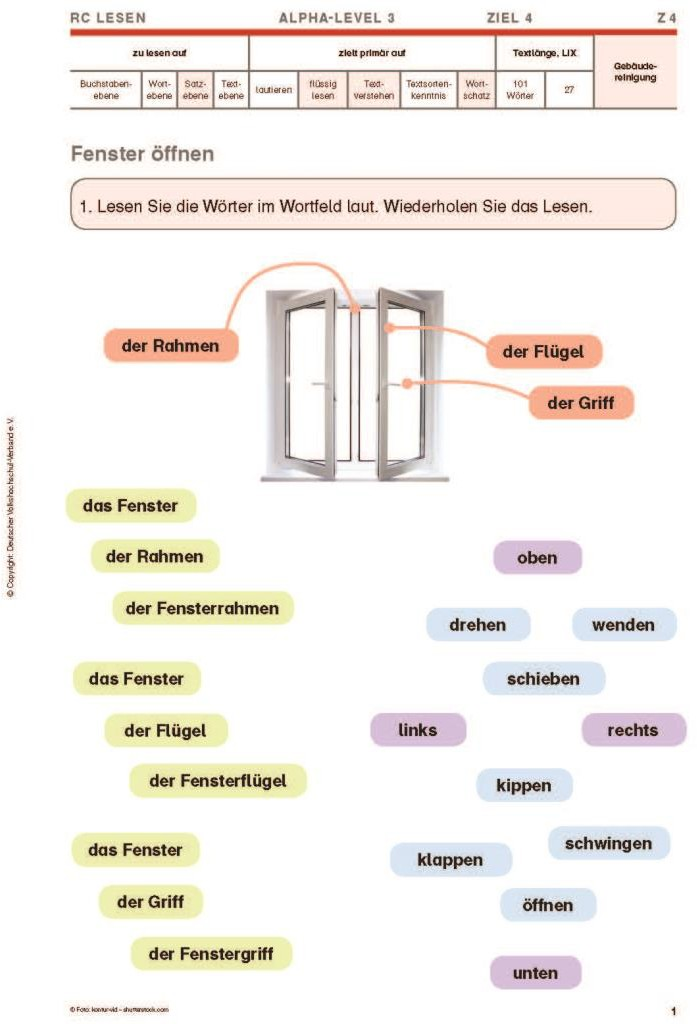 RC LESEN ALPHA-LEVEL 3 ZIEL 4 Z 4
zu lesen auf zielt primär auf Textlänge, LIX Gebäude-
reinigung
Buchstaben-
ebene
Wort-
ebene
Satz-
ebene
Text-
ebene
lautieren
flüssig
lesen
Text-
verstehen
Textsorten-
kenntnis
Wort-
schatz
101
Wörter
27
Fenster öffnen
1. Lesen Sie die Wörter im Wortfeld laut. Wiederholen Sie das Lesen.
der Rahmen
der Flügel
der Griff
das Fenster
der Rahmen
der Fensterrahmen
das Fenster
der Flügel
der Fensterflügel
das Fenster
der Griff
der Fenstergriff
oben
drehen wenden
schieben
links rechts
kippen
schwingen
klappen
öffnen
unten
© Copyright: Deutscher Volkshochschul-Verband e.V.
© Foto: kontur-vid – shutterstock.com
1